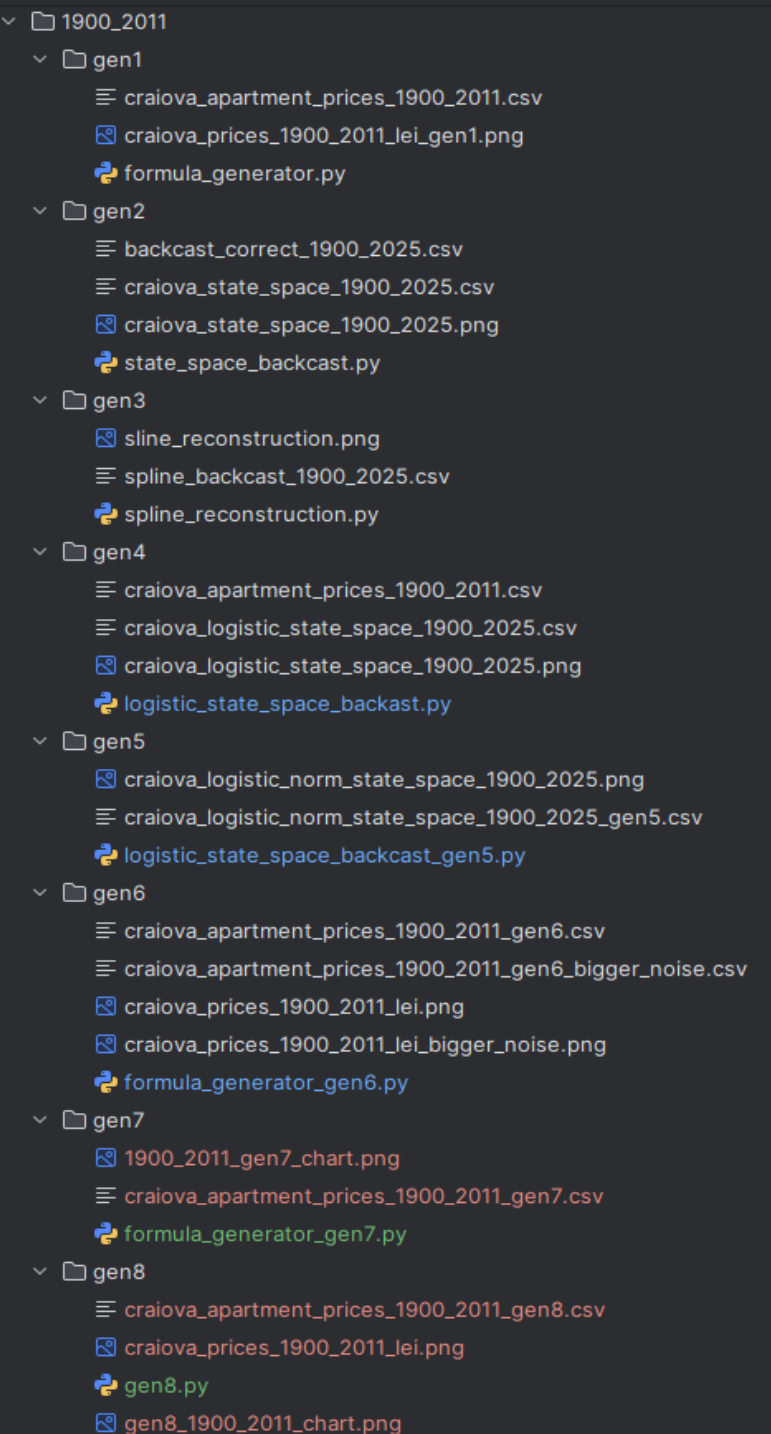 1900_2011
gen1
craiova_apartment_prices_1900_2011.csv
craiova_prices_1900_2011_lei_gen1.png
formula_generator.py
gen2
backcast_correct_1900_2025.csv
craiova_state_space_1900_2025.csv
craiova_state_space_1900_2025.png
state_space_backcast.py
gen3
sline_reconstruction.png
spline_backcast_1900_2025.csv
spline_reconstruction.py
gen4
craiova_apartment_prices_1900_2011.csv
craiova_logistic_state_space_1900_2025.csv
craiova_logistic_state_space_1900_2025.png
logistic_state_space_backast.py
gen5
craiova_logistic_norm_state_space_1900_2025.png
craiova_logistic_norm_state_space_1900_2025_gen5.csv
logistic_state_space_backcast_gen5.py
gen6
craiova_apartment_prices_1900_2011_gen6.csv
craiova_apartment_prices_1900_2011_gen6_bigger_noise.csv
craiova_prices_1900_2011_lei.png
craiova_prices_1900_2011_lei_bigger_noise.png
formula_generator_gen6.py
gen7
1900_2011_gen7_chart.png
craiova_apartment_prices_1900_2011_gen7.csv
formula_generator_gen7.py
gen8
craiova_apartment_prices_1900_2011_gen8.csv
craiova_prices_1900_2011_lei.png
gen8.py
gen8_1900_2011_chart.png